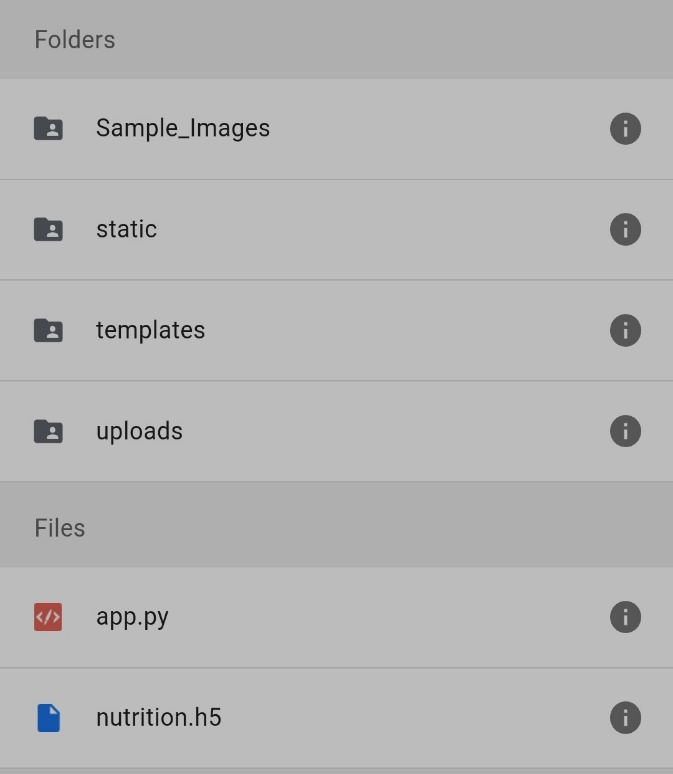 Folders
Sample_Images
static
templates
uploads
Files
app.py
nutrition.h5